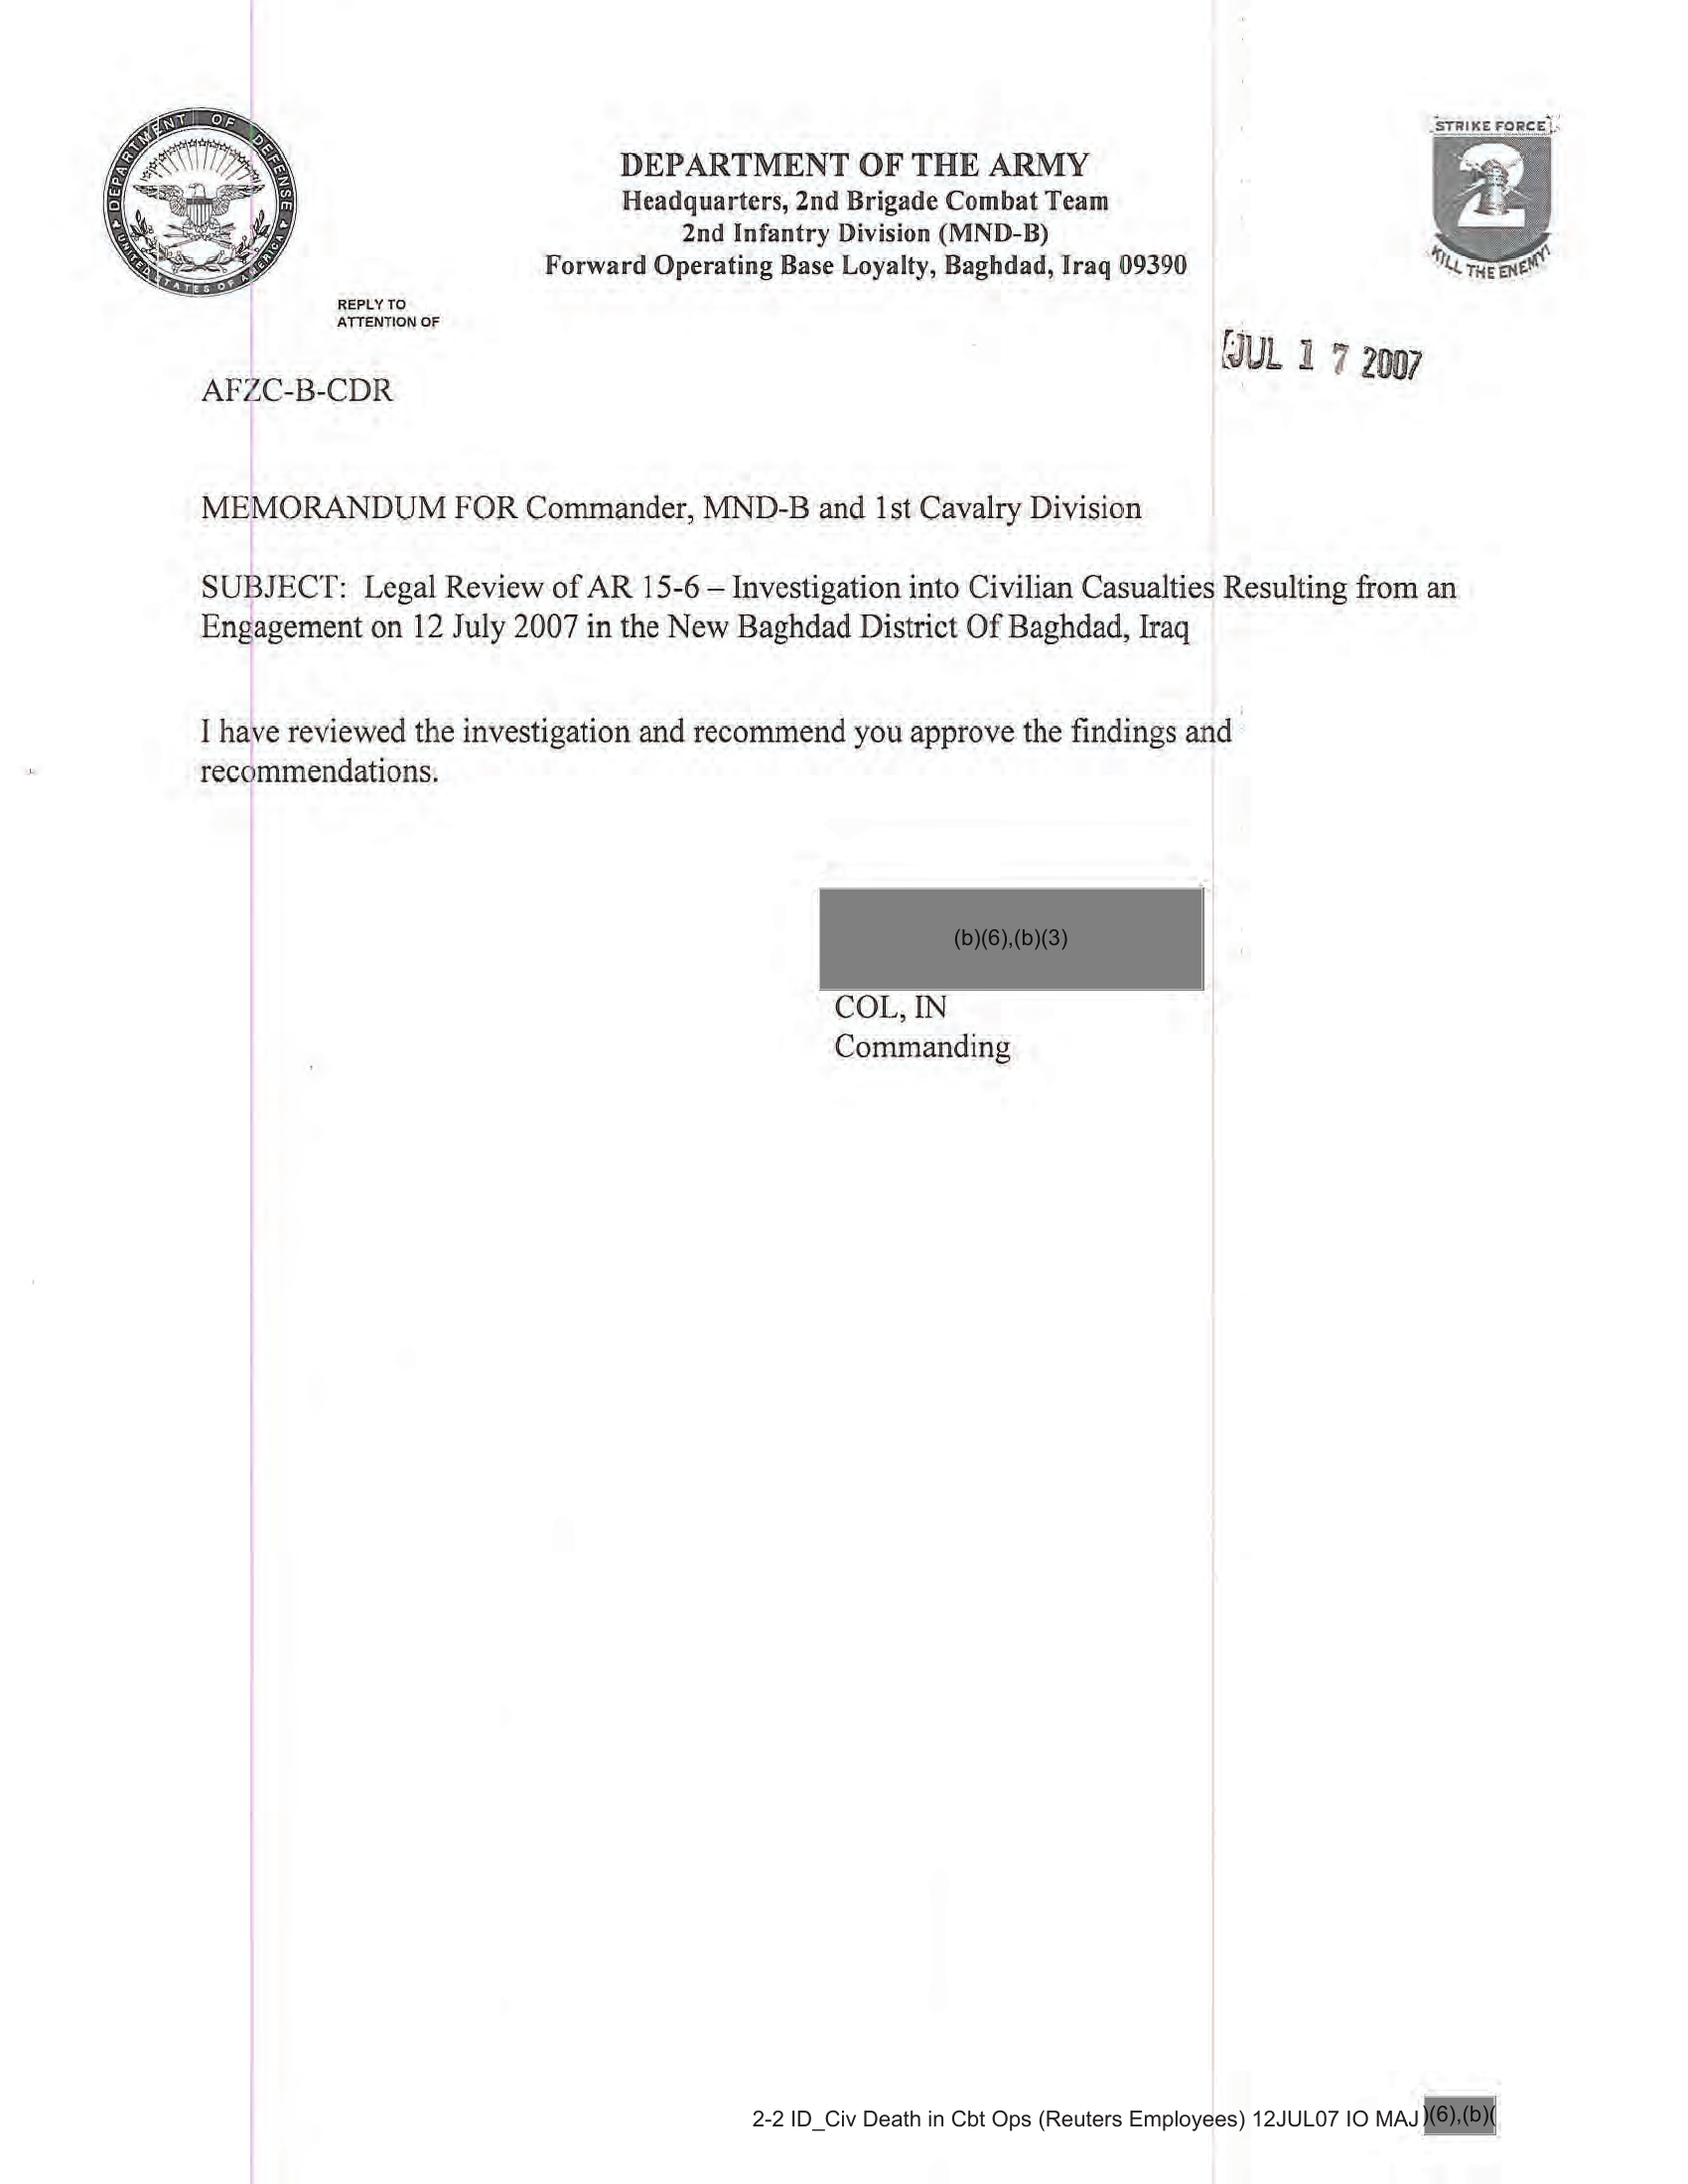 DEPARTMENT OF DEFENSE
UNITED STATES OF AMERICA
DEPARTMENT OF THE ARMY
Headquarters, 2nd Brigade Combat Team
2nd Infantry Division (MND-B)
Forward Operating Base Loyalty, Baghdad, Iraq 09390
STRIKE FORCE
2
KILL THE ENEMY!
REPLY TO
ATTENTION OF
JUL 17 2007
AFZC-B-CDR
MEMORANDUM FOR Commander, MND-B and 1st Cavalry Division
SUBJECT: Legal Review of AR 15-6 – Investigation into Civilian Casualties Resulting from an
Engagement on 12 July 2007 in the New Baghdad District Of Baghdad, Iraq
I have reviewed the investigation and recommend you approve the findings and
recommendations.
(b)(6),(b)(3)
COL, IN
Commanding
2-2 ID_Civ Death in Cbt Ops (Reuters Employees) 12JUL07 IO MAJ )(6),(b)(